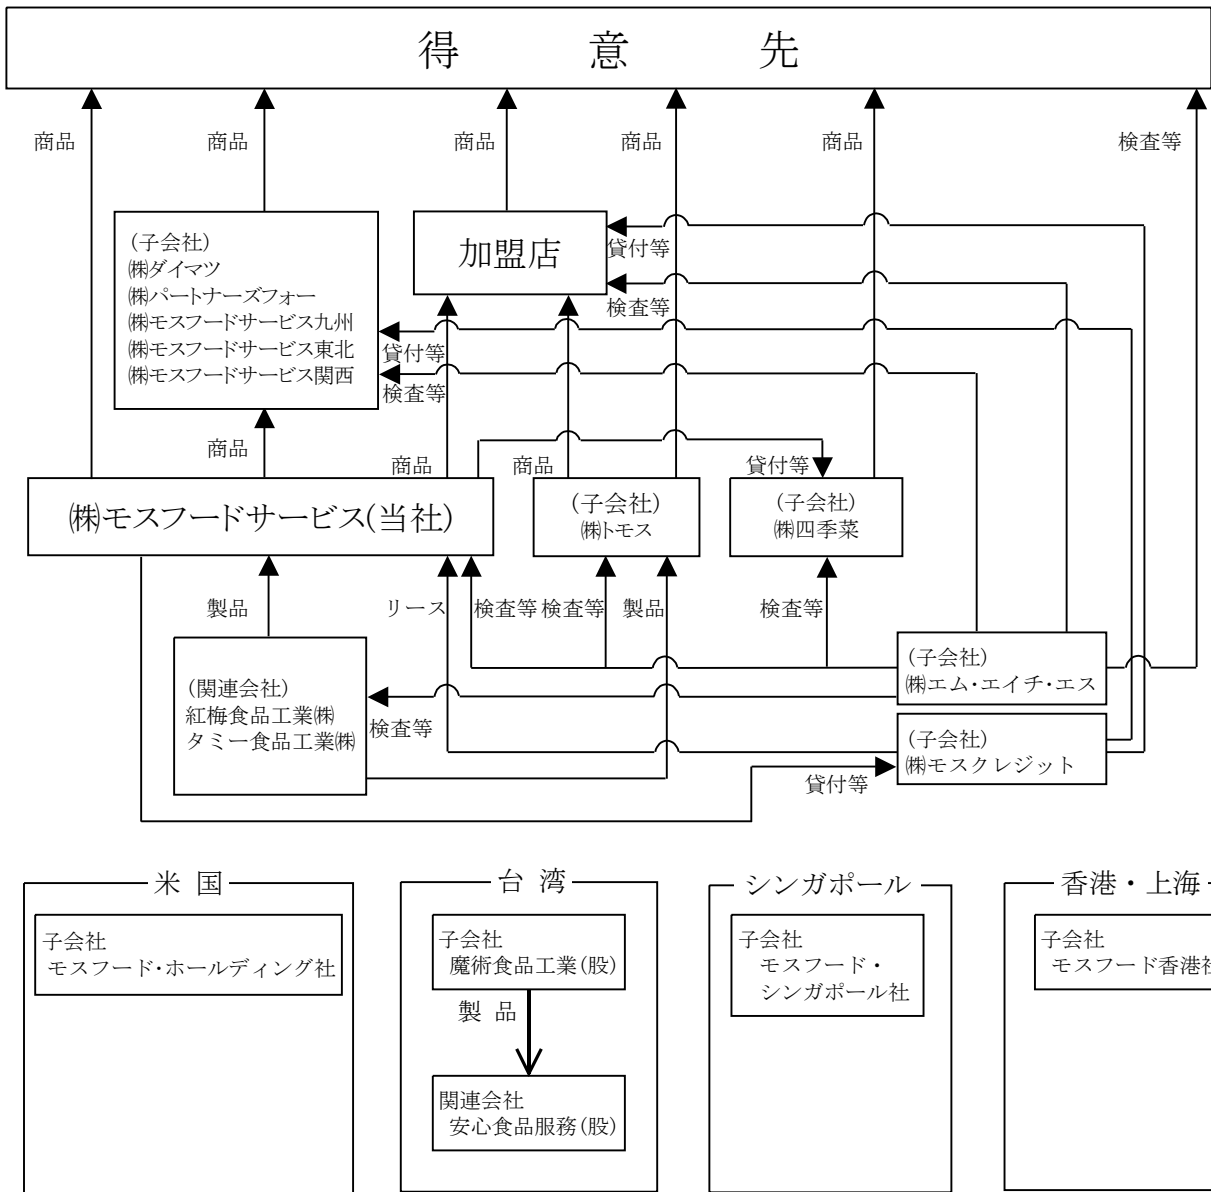 得意先
商品
商品
商品
商品
商品
検査等
(子会社)
㈱ダイマツ
㈱パートナーズフォー
㈱モスフードサービス九州
㈱モスフードサービス東北
㈱モスフードサービス関西
加盟店
貸付等
検査等
貸付等
検査等
商品
商品
商品
貸付等
㈱モスフードサービス(当社)
(子会社)
㈱トモス
(子会社)
㈱四季菜
製品
リース
検査等
検査等
製品
検査等
(関連会社)
紅梅食品工業㈱
タミー食品工業㈱
検査等
(子会社)
㈱エム・エイチ・エス
(子会社)
㈱モスクレジット
貸付等
米国
子会社
モスフード・ホールディング社
台湾
子会社
魔術食品工業(股)
製品
関連会社
安心食品服務(股)
シンガポール
子会社
モスフード・
シンガポール社
香港・上海
子会社
モスフード香港社